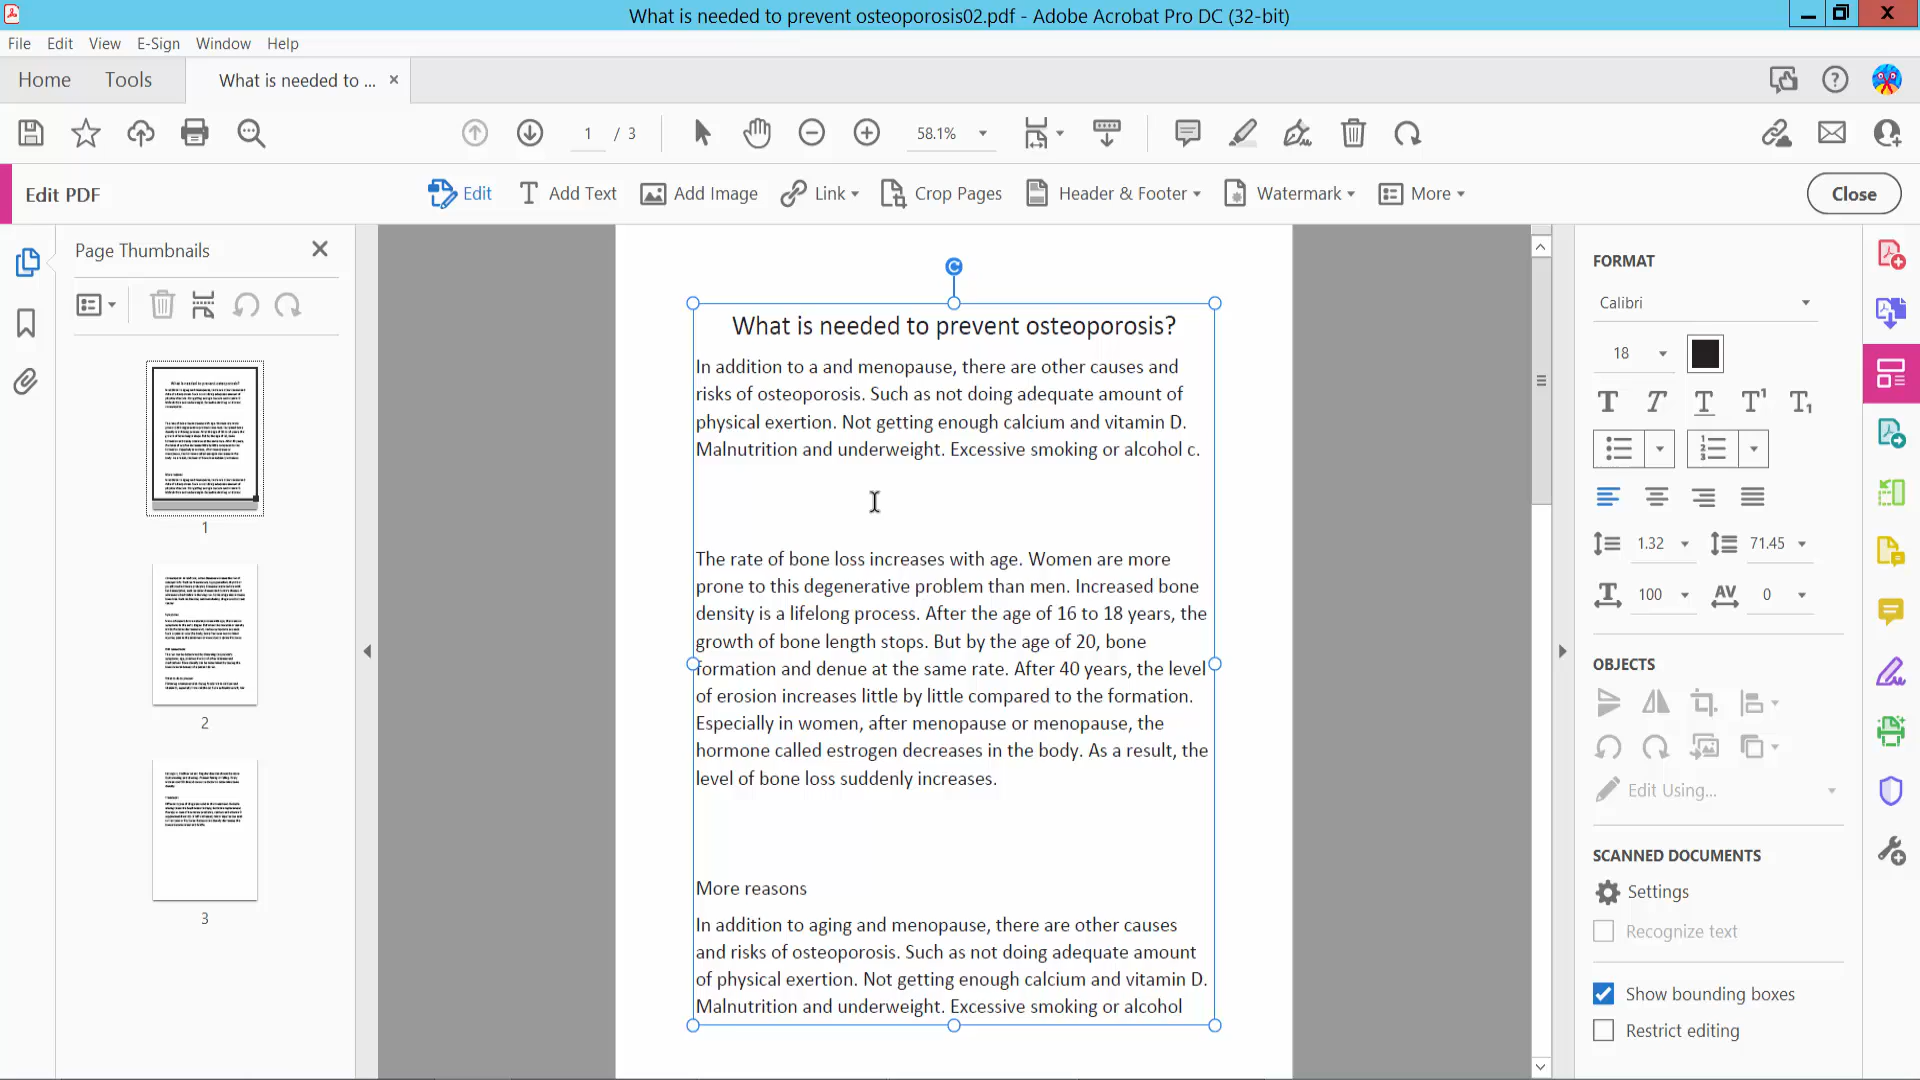 What is needed to prevent osteoporosis02.pdf - Adobe Acrobat Pro DC (32-bit)
File Edit View E-Sign Window Help
Home Tools What is needed to ... ×
1 / 3 58.1%
Edit PDF Edit Add Text Add Image Link Crop Pages Header & Footer Watermark More Close
Page Thumbnails
1
2
3
What is needed to prevent osteoporosis?
In addition to a and menopause, there are other causes and
risks of osteoporosis. Such as not doing adequate amount of
physical exertion. Not getting enough calcium and vitamin D.
Malnutrition and underweight. Excessive smoking or alcohol c.
The rate of bone loss increases with age. Women are more
prone to this degenerative problem than men. Increased bone
density is a lifelong process. After the age of 16 to 18 years, the
growth of bone length stops. But by the age of 20, bone
formation and denue at the same rate. After 40 years, the level
of erosion increases little by little compared to the formation.
Especially in women, after menopause or menopause, the
hormone called estrogen decreases in the body. As a result, the
level of bone loss suddenly increases.
More reasons
In addition to aging and menopause, there are other causes
and risks of osteoporosis. Such as not doing adequate amount
of physical exertion. Not getting enough calcium and vitamin D.
Malnutrition and underweight. Excessive smoking or alcohol
FORMAT
Calibri
18
1.32 71.45
100 AV 0
OBJECTS
Edit Using...
SCANNED DOCUMENTS
Settings
Recognize text
Show bounding boxes
Restrict editing